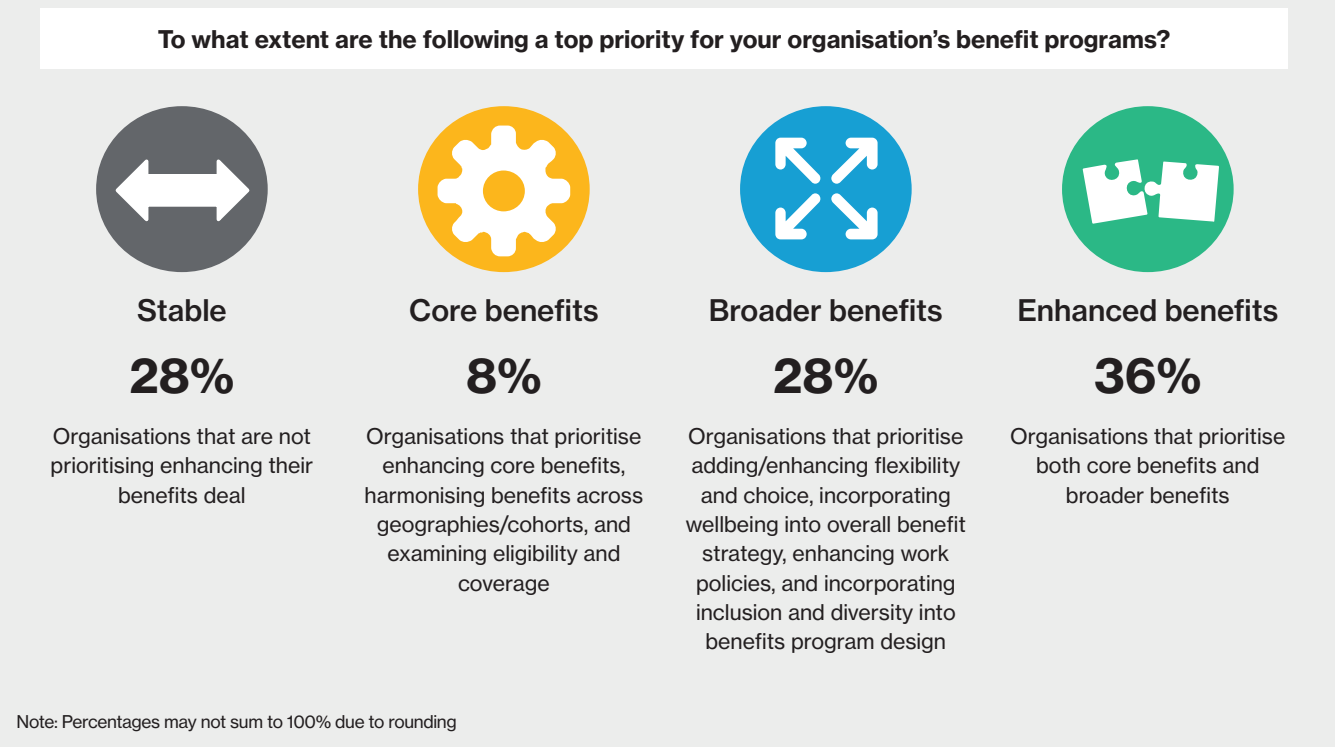 To what extent are the following a top priority for your organisation’s benefit programs?
Stable
28%
Organisations that are not
prioritising enhancing their
benefits deal
Core benefits
8%
Organisations that prioritise
enhancing core benefits,
harmonising benefits across
geographies/cohorts, and
examining eligibility and
coverage
Broader benefits
28%
Organisations that prioritise
adding/enhancing flexibility
and choice, incorporating
wellbeing into overall benefit
strategy, enhancing work
policies, and incorporating
inclusion and diversity into
benefits program design
Enhanced benefits
36%
Organisations that prioritise
both core benefits and
broader benefits
Note: Percentages may not sum to 100% due to rounding